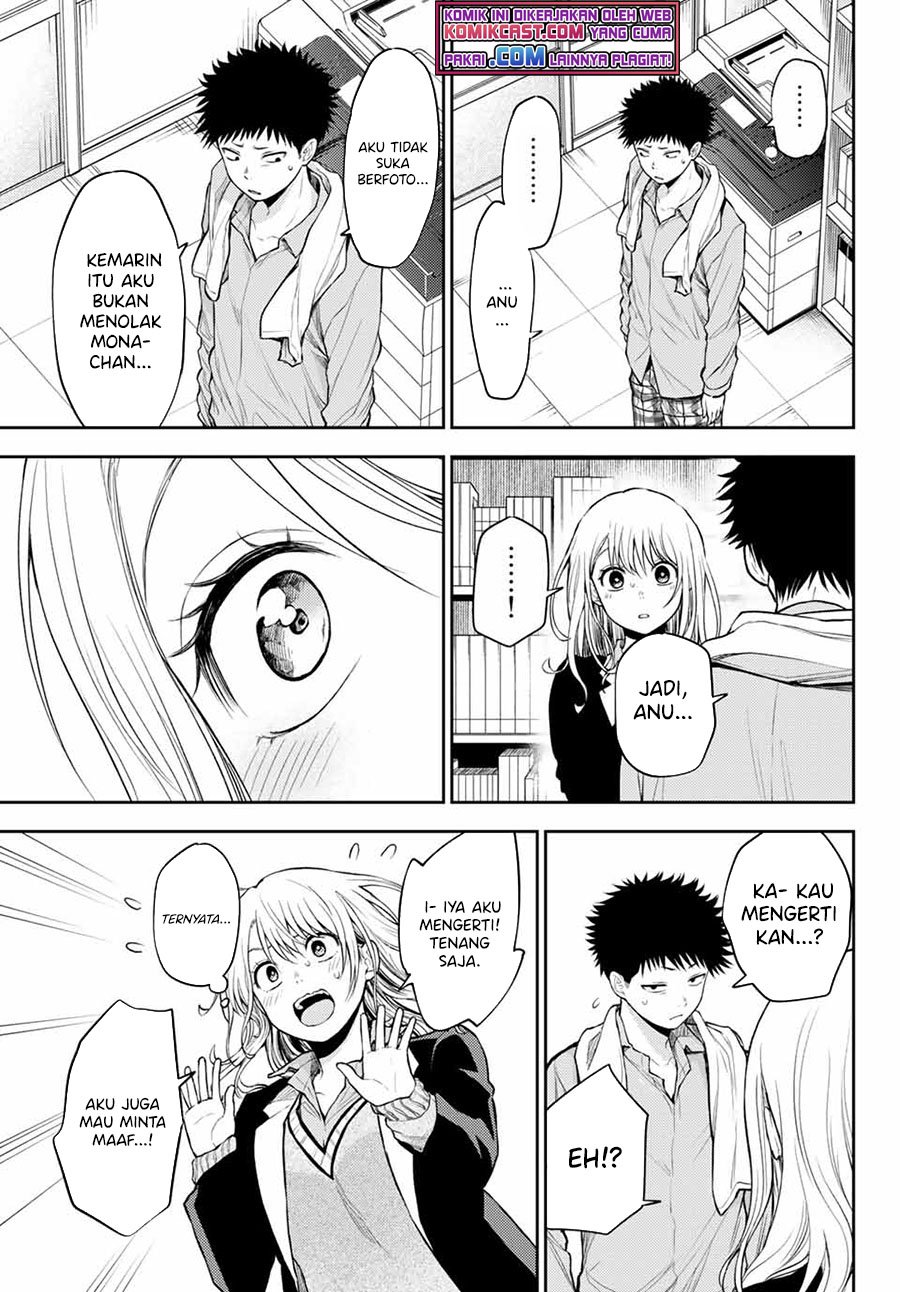 KOMIK INI DIKERJAKAN OLEH WEB
KOMIKCAST.COM YANG CUMA
PAKAI .COM LAINNYA PLAGIAT!
.........
.........
...
ANU
...
AKU TIDAK
SUKA
BERFOTO...
KEMARIN
ITU AKU
BUKAN
MENOLAK
MONA-
CHAN...
......!
JADI,
ANU...
KA- KAU
MENGERTI
KAN...?
EH!?
I- IYA AKU
MENGERTI!
TENANG
SAJA.
TERNYATA...
AKU JUGA
MAU MINTA
MAAF...!